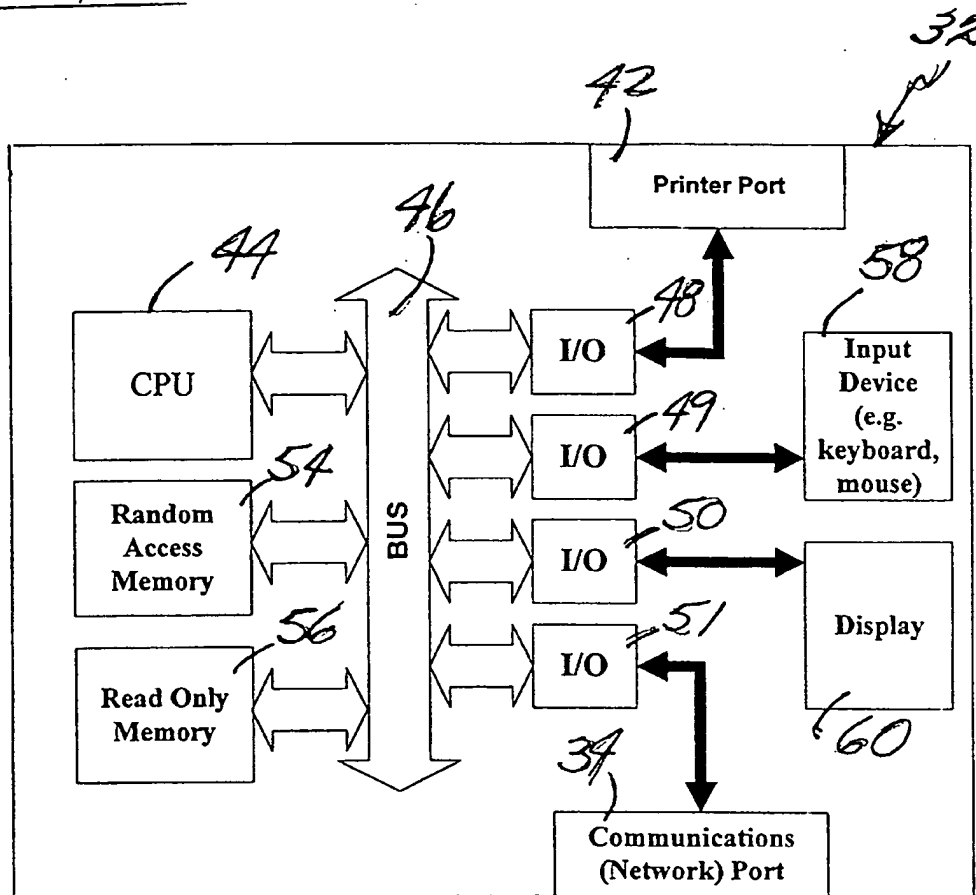 32
42
Printer Port
46
44
48
58
CPU
I/O
Input
Device
(e.g.
keyboard,
mouse)
49
I/O
54
Random
Access
Memory
BUS
50
I/O
Display
60
56
Read Only
Memory
51
I/O
34
Communications
(Network) Port